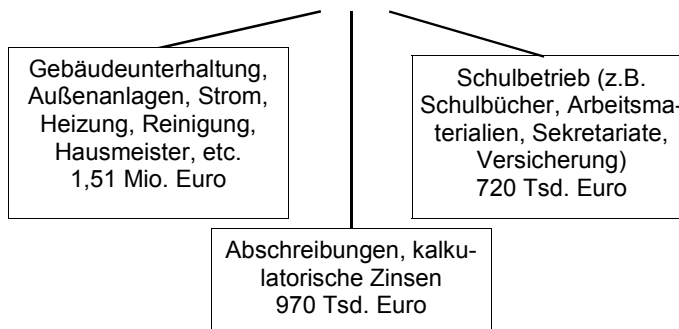 Gebäudeunterhaltung,
Außenanlagen, Strom,
Heizung, Reinigung,
Hausmeister, etc.
1,51 Mio. Euro
Schulbetrieb (z.B.
Schulbücher, Arbeitsma-
terialien, Sekretariate,
Versicherung)
720 Tsd. Euro
Abschreibungen, kalku-
latorische Zinsen
970 Tsd. Euro